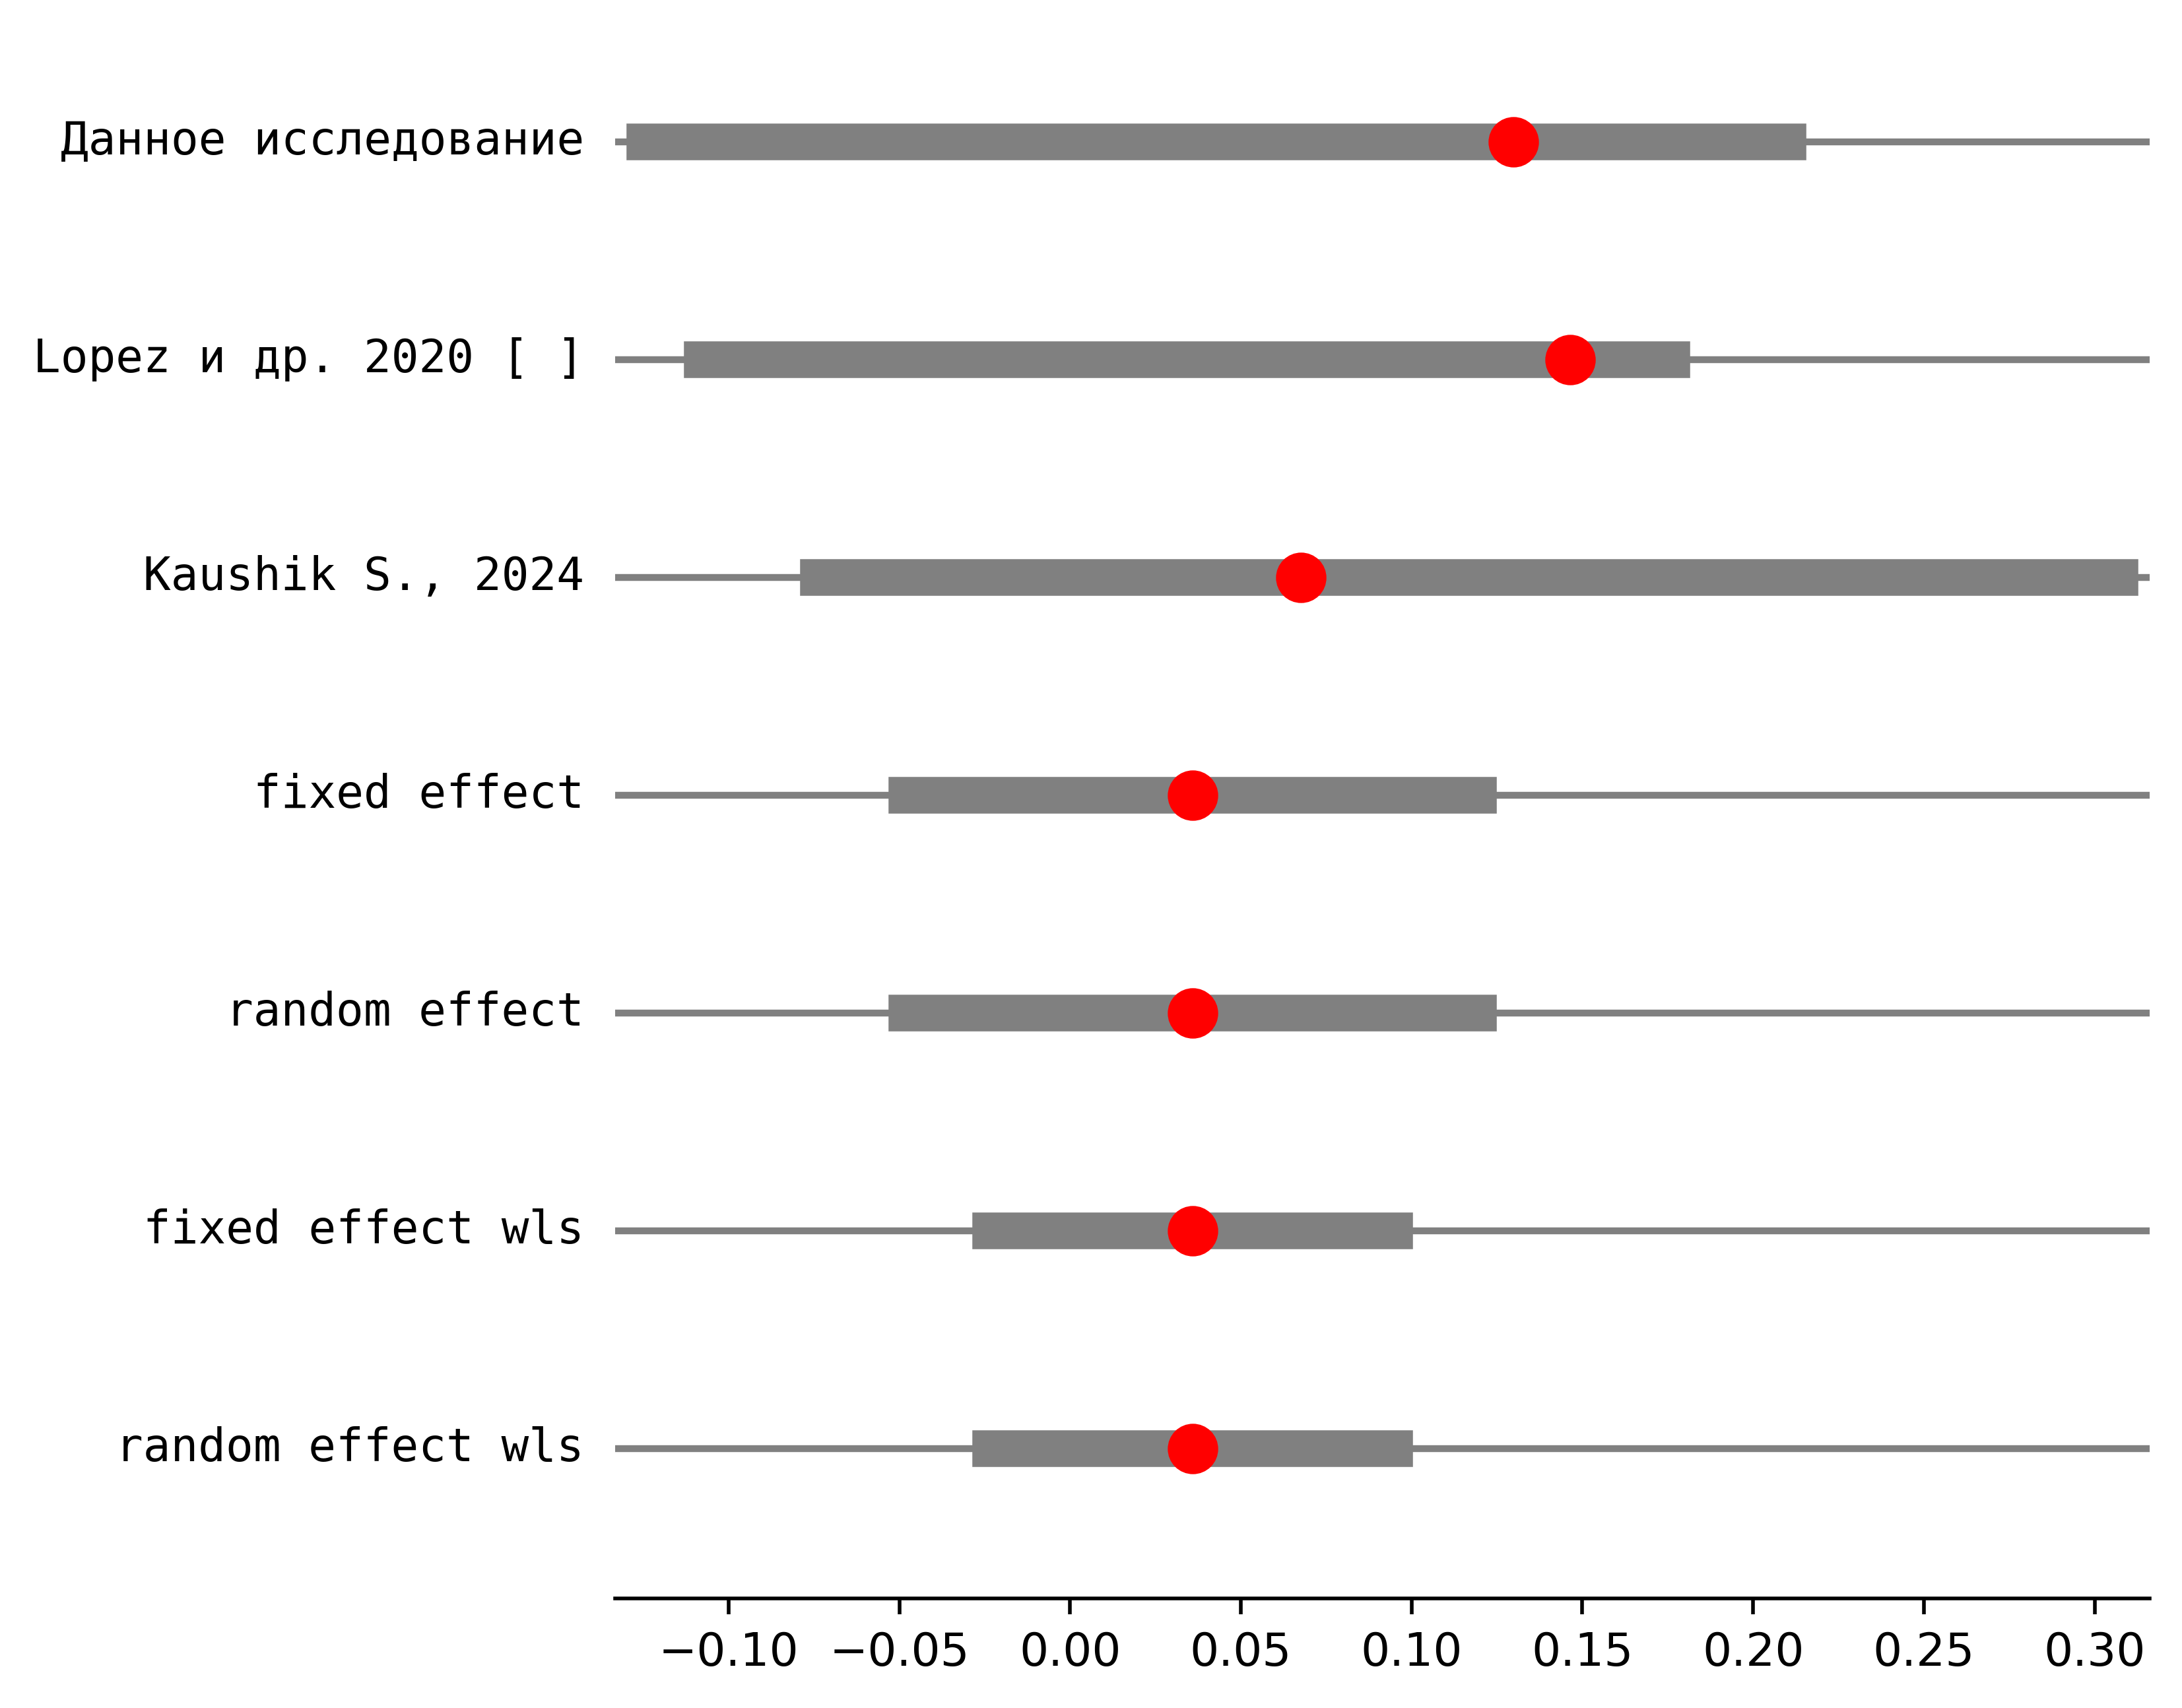 Данное исследование
Lopez и др. 2020 [ ]
Kaushik S., 2024
fixed effect
random effect
fixed effect wls
random effect wls
−0.10 −0.05 0.00 0.05 0.10 0.15 0.20 0.25 0.30